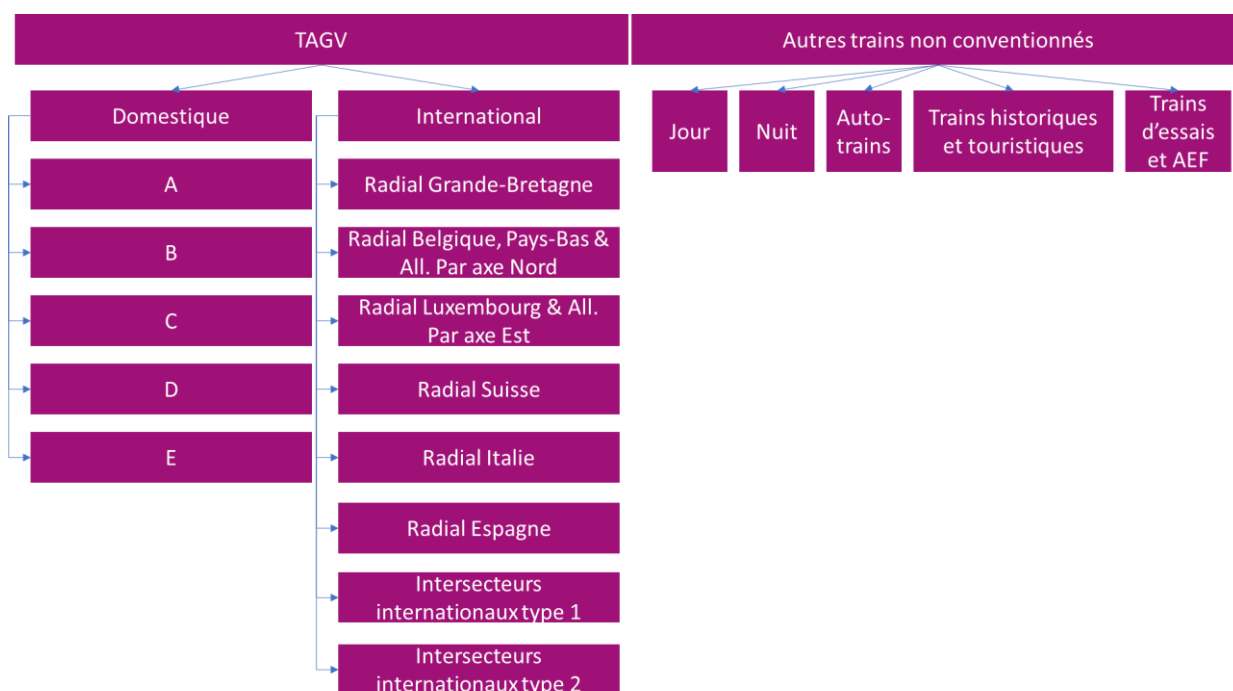 TAGV
Autres trains non conventionnés
Domestique
International
Jour
Nuit
Auto-
trains
Trains historiques
et touristiques
Trains
d’essais
et AEF
A
Radial Grande-Bretagne
B
Radial Belgique, Pays-Bas &
All. Par axe Nord
C
Radial Luxembourg & All.
Par axe Est
D
Radial Suisse
E
Radial Italie
Radial Espagne
Intersecteurs
internationaux type 1
Intersecteurs
internationaux type 2